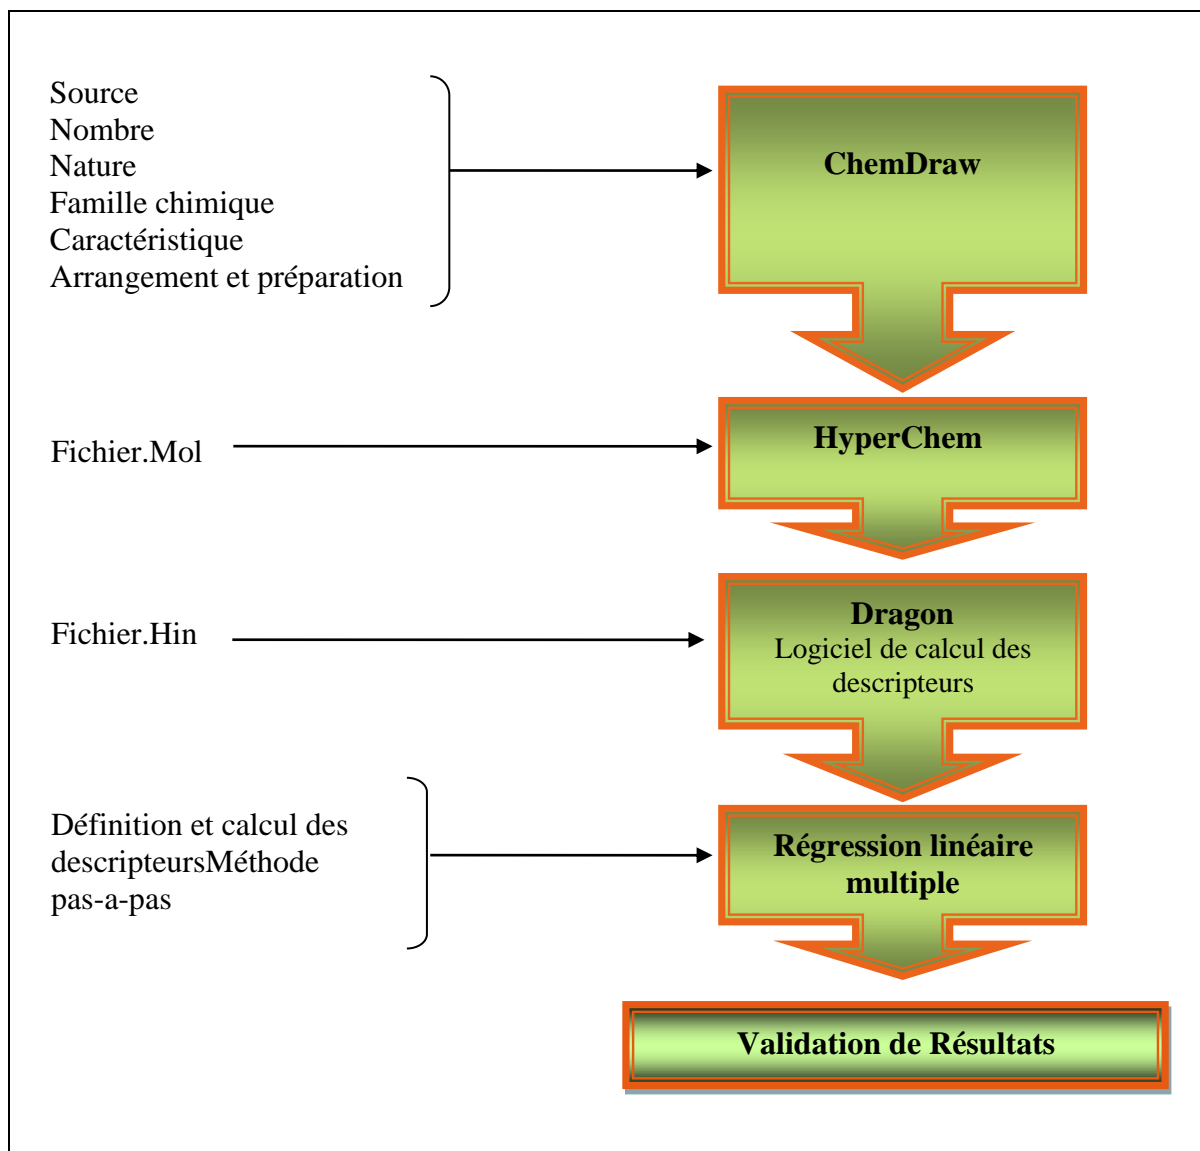 Source
Nombre
Nature
Famille chimique
Caractéristique
Arrangement et préparation
ChemDraw
Fichier.Mol
HyperChem
Fichier.Hin
Dragon
Logiciel de calcul des
descripteurs
Définition et calcul des
descripteursMéthode
pas-a-pas
Régression linéaire
multiple
Validation de Résultats